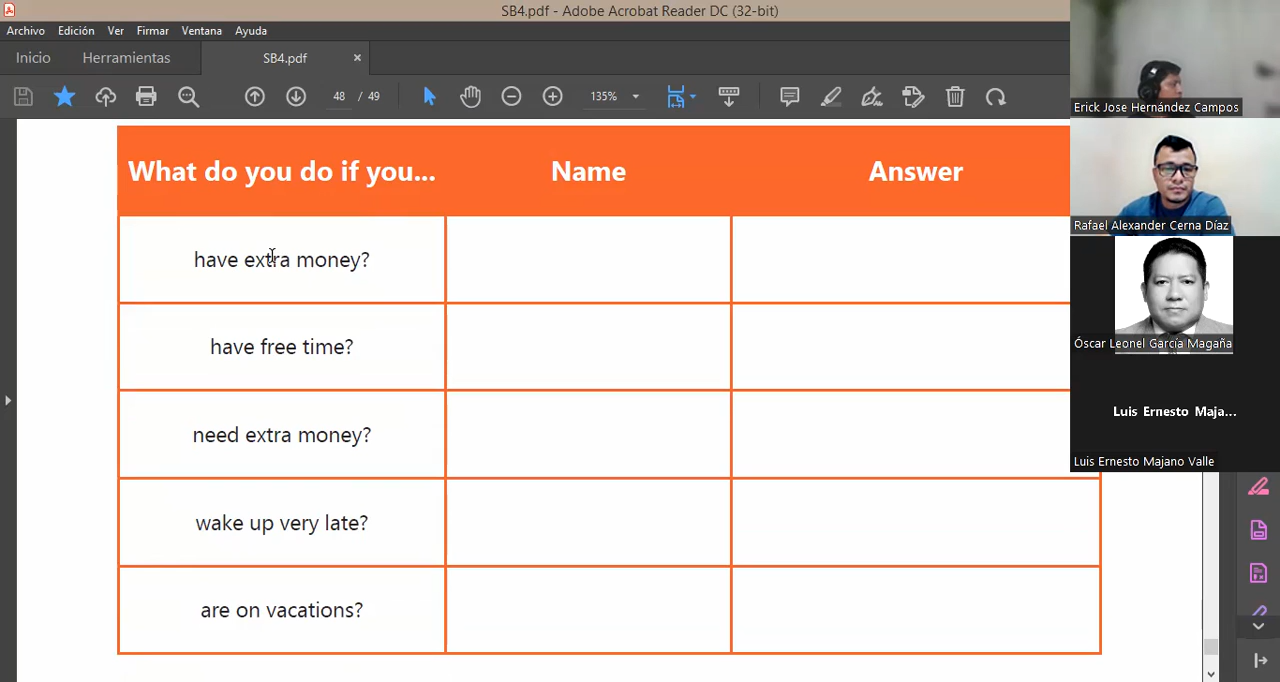 SB4.pdf - Adobe Acrobat Reader DC (32-bit)
Archivo Edición Ver Firmar Ventana Ayuda
Inicio Herramientas SB4.pdf ×
48 / 49 135%
What do you do if you... Name Answer
have extra money?
have free time?
need extra money?
wake up very late?
are on vacations?
Erick Jose Hernández Campos
Rafael Alexander Cerna Díaz
Óscar Leonel García Magaña
Luis Ernesto Maja...
Luis Ernesto Majano Valle